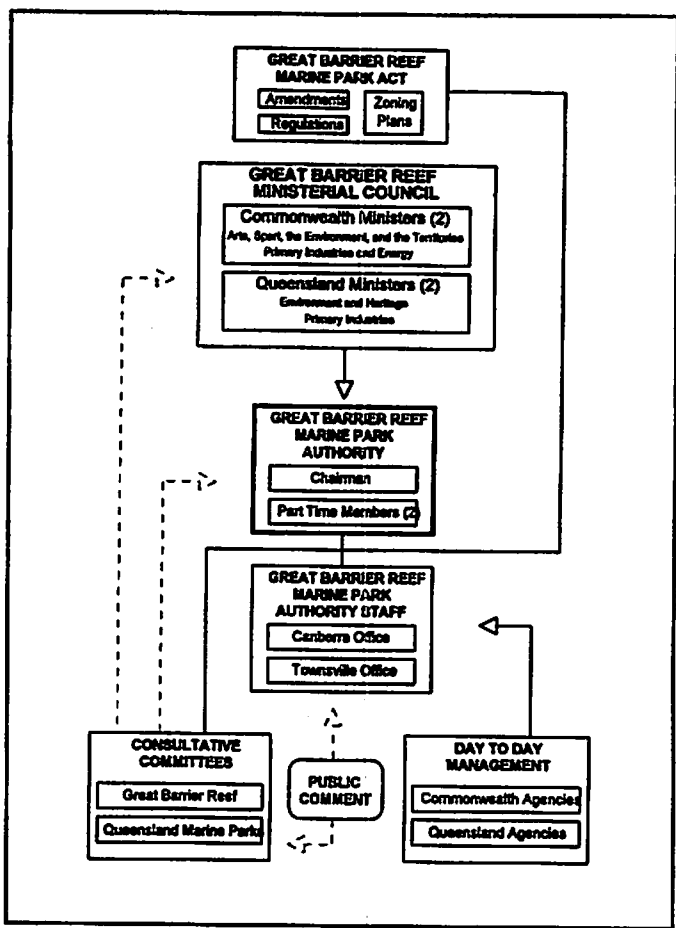 GREAT BARRIER REEF
MARINE PARK ACT
Amendments
Regulations
Zoning
Plans
GREAT BARRIER REEF
MINISTERIAL COUNCIL
Commonwealth Ministers (2)
Arts, Sport, the Environment, and the Territories
Primary Industries and Energy
Queensland Ministers (2)
Environment and Heritage
Primary Industries
GREAT BARRIER REEF
MARINE PARK
AUTHORITY
Chairman
Part Time Members (2)
GREAT BARRIER REEF
MARINE PARK
AUTHORITY STAFF
Canberra Office
Townsville Office
CONSULTATIVE
COMMITTEES
Great Barrier Reef
Queensland Marine Parks
PUBLIC
COMMENT
DAY TO DAY
MANAGEMENT
Commonwealth Agencies
Queensland Agencies